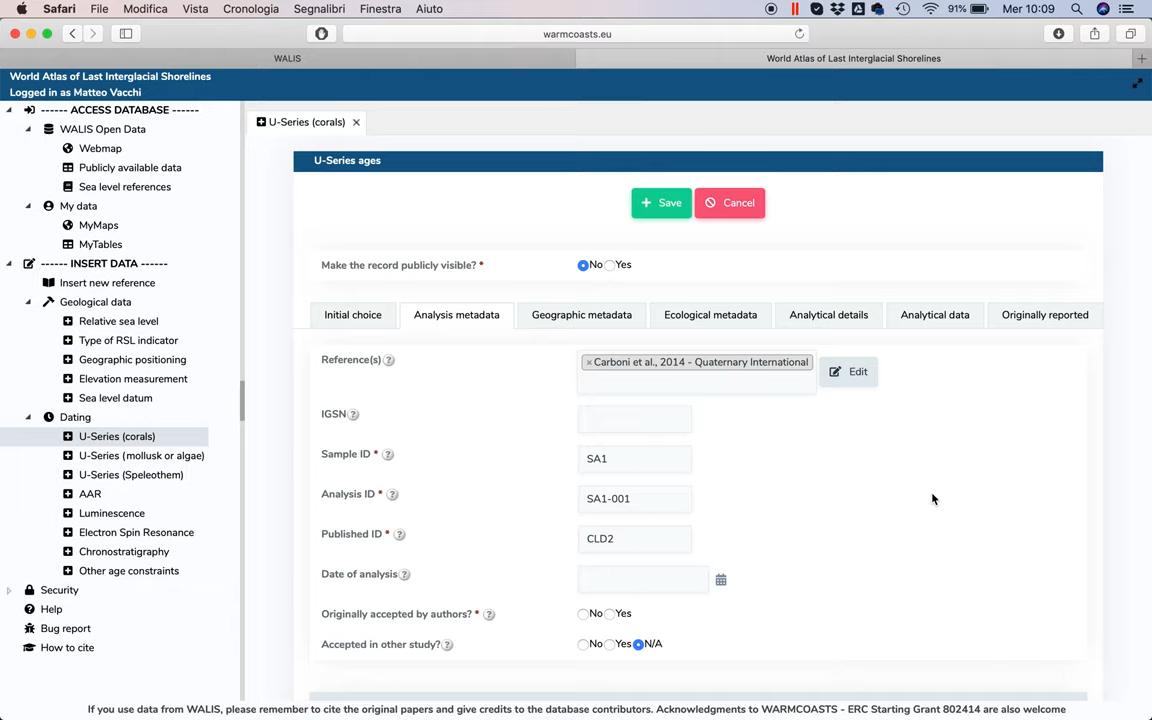 Safari File Modifica Vista Cronologia Segnalibri Finestra Aiuto 91% Mer 10:09
warmcoasts.eu
WALIS World Atlas of Last Interglacial Shorelines
World Atlas of Last Interglacial Shorelines
Logged in as Matteo Vacchi
------ ACCESS DATABASE ------
WALIS Open Data
Webmap
Publicly available data
Sea level references
My data
MyMaps
MyTables
------ INSERT DATA ------
Insert new reference
Geological data
Relative sea level
Type of RSL indicator
Geographic positioning
Elevation measurement
Sea level datum
Dating
U-Series (corals)
U-Series (mollusk or algae)
U-Series (Speleothem)
AAR
Luminescence
Electron Spin Resonance
Chronostratigraphy
Other age constraints
Security
Help
Bug report
How to cite
U-Series (corals) ×
U-Series ages
+ Save Cancel
Make the record publicly visible? * No Yes
Initial choice Analysis metadata Geographic metadata Ecological metadata Analytical details Analytical data Originally reported
Reference(s) ? × Carboni et al., 2014 - Quaternary International Edit
IGSN ?
Sample ID * ? SA1
Analysis ID * ? SA1-001
Published ID * ? CLD2
Date of analysis ?
Originally accepted by authors? * ? No Yes
Accepted in other study? ? No Yes N/A
If you use data from WALIS, please remember to cite the original papers and give credits to the database contributors. Acknowledgments to WARMCOASTS - ERC Starting Grant 802414 are also welcome